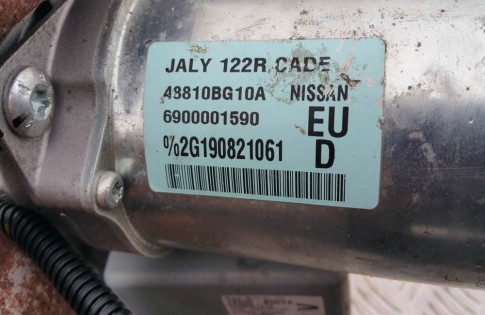 JALY 122R CADE
48810BG10A NISSAN
6900001590 EU
%2G190821061 D